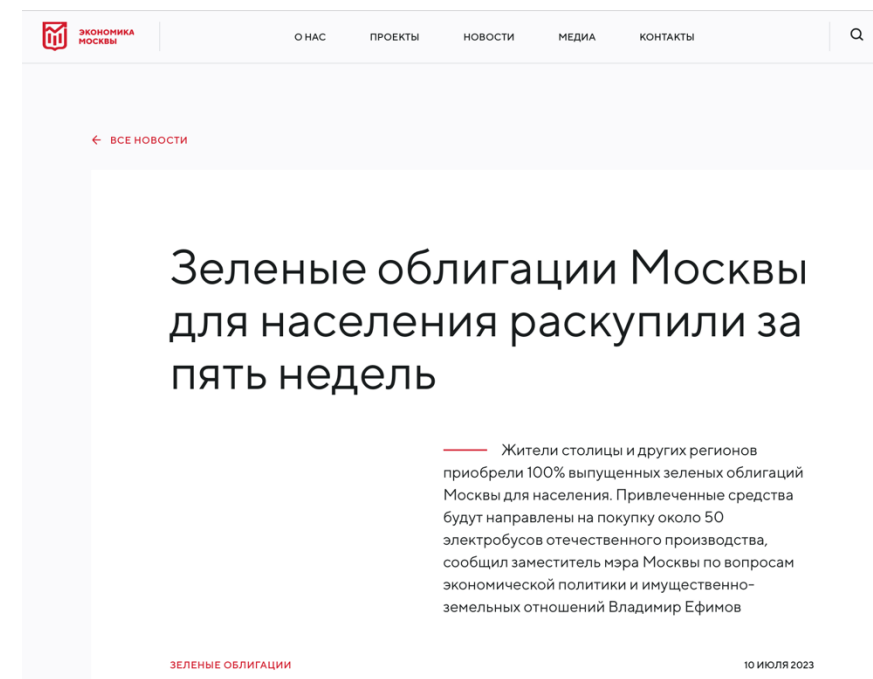 ЭКОНОМИКА
МОСКВЫ
О НАС ПРОЕКТЫ НОВОСТИ МЕДИА КОНТАКТЫ
← ВСЕ НОВОСТИ
Зеленые облигации Москвы
для населения раскупили за
пять недель
Жители столицы и других регионов
приобрели 100% выпущенных зеленых облигаций
Москвы для населения. Привлеченные средства
будут направлены на покупку около 50
электробусов отечественного производства,
сообщил заместитель мэра Москвы по вопросам
экономической политики и имущественно-
земельных отношений Владимир Ефимов
ЗЕЛЕНЫЕ ОБЛИГАЦИИ 10 ИЮЛЯ 2023